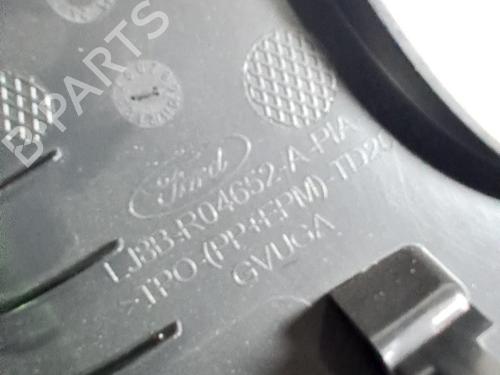 B-PARTS
Ford
LJ8B-R04652-A-PIA
>TPO-(PP+EPM)-TD20
GVUGA